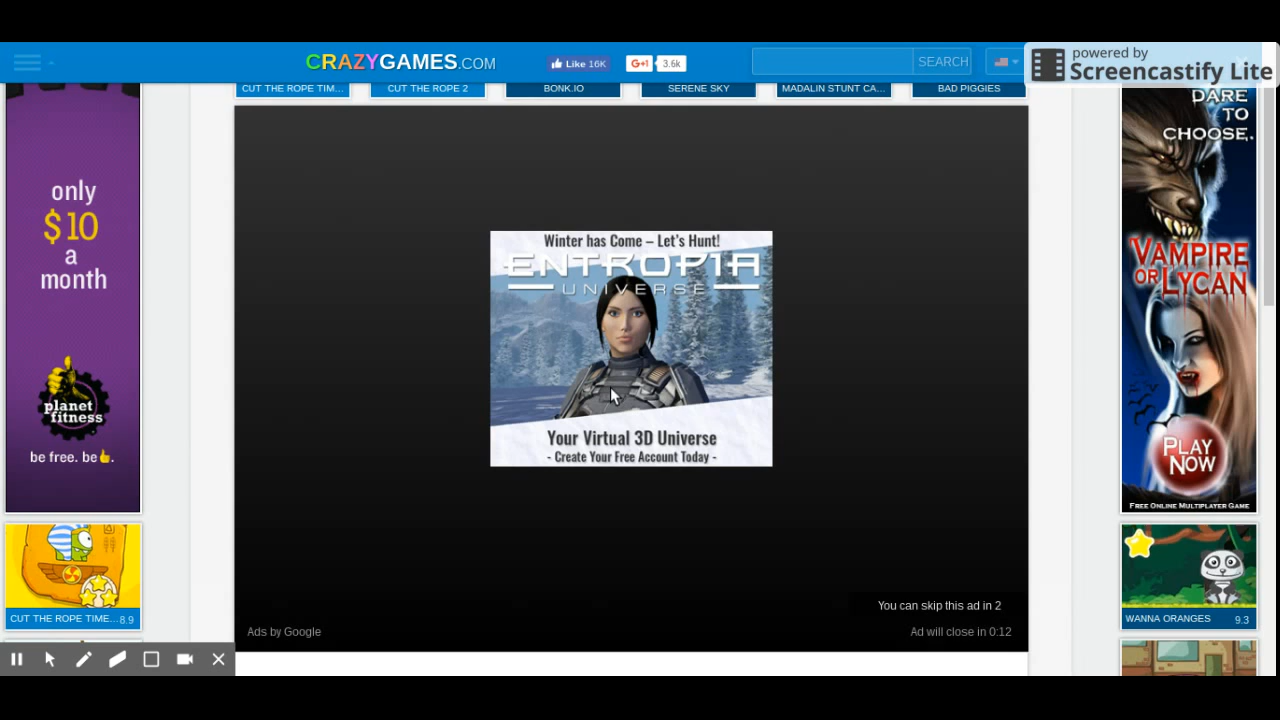 CRAZYGAMES.COM
Like 16K
G+1
3.6k
SEARCH
powered by
Screencastify Lite
CUT THE ROPE TIM...
CUT THE ROPE 2
BONK.IO
SERENE SKY
MADALIN STUNT CA...
BAD PIGGIES
only
$10
a
month
planet
fitness
be free. be .
Winter has Come – Let's Hunt!
ENTROPIA
UNIVERSE
Your Virtual 3D Universe
- Create Your Free Account Today -
You can skip this ad in 2
Ads by Google
Ad will close in 0:12
DARE
TO
CHOOSE.
VAMPIRE
OR LYCAN
PLAY
NOW
FREE ONLINE MULTIPLAYER GAME
CUT THE ROPE TIME... 8.9
WANNA ORANGES 9.3